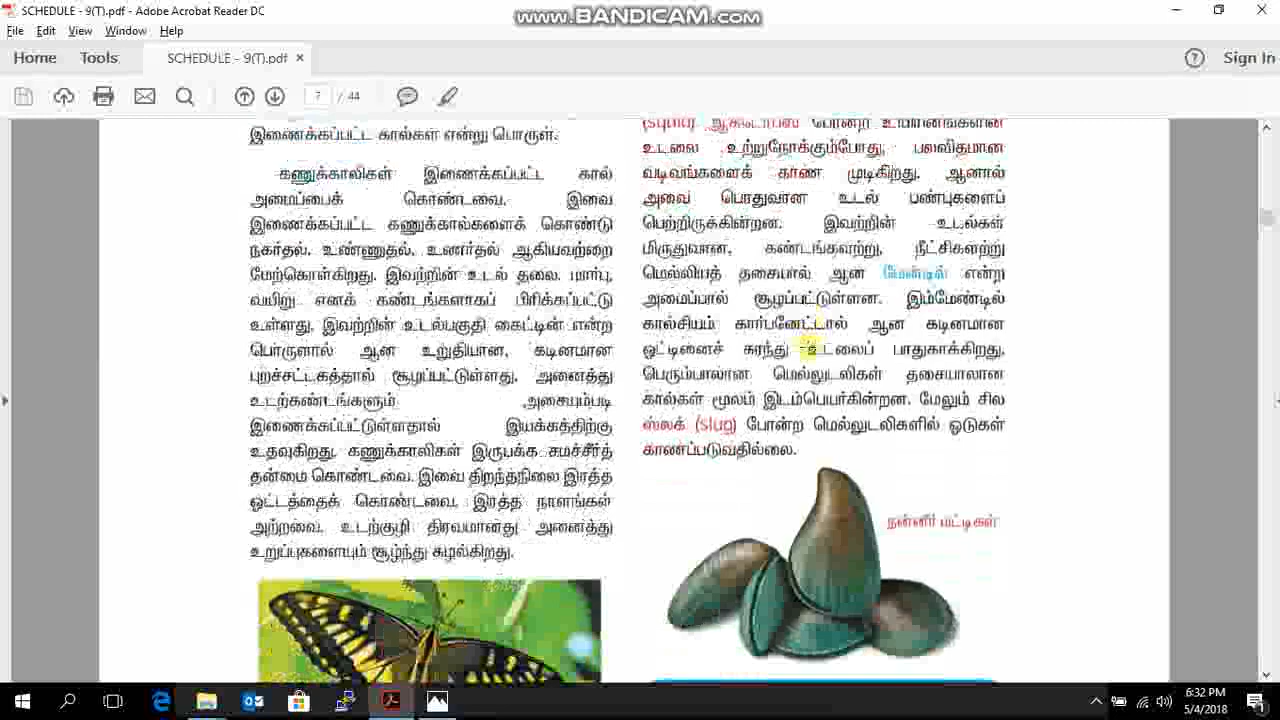 SCHEDULE - 9(T).pdf - Adobe Acrobat Reader DC
WWW.BANDICAM.COM
File Edit View Window Help
Home Tools SCHEDULE - 9(T).pdf × Sign In
7 / 44
இணைக்கப்பட்ட கால்கள் என்று பொருள்.
கணுக்காலிகள் இணைக்கப்பட்ட கால்
அமைப்பைக் கொண்டவை. இவை
இணைக்கப்பட்ட கணுக்கால்களைக் கொண்டு
நகர்தல், உண்ணுதல், உணர்தல் ஆகியவற்றை
மேற்கொள்கிறது. இவற்றின் உடல் தலை, மார்பு,
வயிறு எனக் கண்டங்களாகப் பிரிக்கப்பட்டு
உள்ளது. இவற்றின் உடல்பகுதி கைட்டின் என்ற
பொருளால் ஆன உறுதியான, கடினமான
புறச்சட்டகத்தால் சூழப்பட்டுள்ளது. அனைத்து
உடற்கண்டங்களும் அசையும்படி
இணைக்கப்பட்டுள்ளதால் இயக்கத்திற்கு
உதவுகிறது. கணுக்காலிகள் இருபக்க சமச்சீர்த்
தன்மை கொண்டவை. இவை திறந்தநிலை இரத்த
ஓட்டத்தைக் கொண்டவை. இரத்த நாளங்கள்
அற்றவை. உடற்குழி திரவமானது அனைத்து
உறுப்புகளையும் சூழ்ந்து சுழல்கிறது.
(squid) ஆக்டோபஸ் போன்ற உயிரினங்களின்
உடலை உற்றுநோக்கும்போது, பலவிதமான
வடிவங்களைக் காண முடிகிறது. ஆனால்
அவை பொதுவான உடல் பண்புகளைப்
பெற்றிருக்கின்றன. இவற்றின் உடல்கள்
மிருதுவான, கண்டங்களற்று, நீட்சிகளற்று
மெல்லியத் தசையால் ஆன மேண்டில் என்ற
அமைப்பால் சூழப்பட்டுள்ளன. இம்மேண்டில்
கால்சியம் கார்பனேட்டால் ஆன கடினமான
ஓட்டினைச் சுரந்து உடலைப் பாதுகாக்கிறது.
பெரும்பாலான மெல்லுடலிகள் தசையாலான
கால்கள் மூலம் இடம்பெயர்கின்றன. மேலும் சில
ஸ்லக் (slug) போன்ற மெல்லுடலிகளில் ஓடுகள்
காணப்படுவதில்லை.
நன்னீர் மட்டிகள்
6:32 PM
5/4/2018